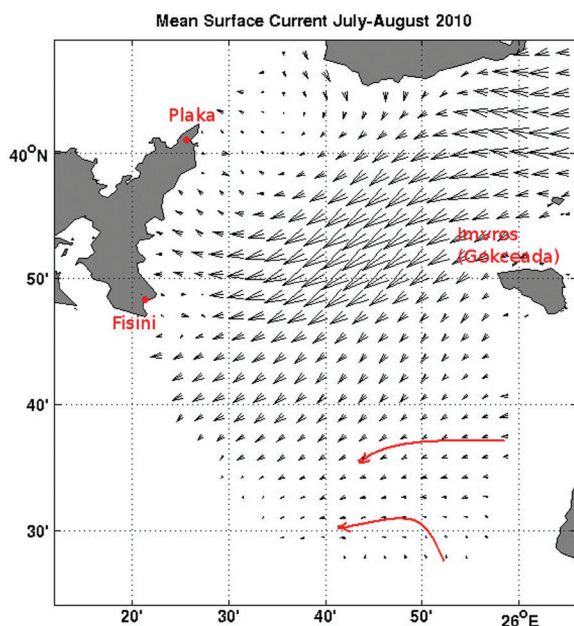 Mean Surface Current July-August 2010
Plaka
40°N
Imvros
(Gokceada)
50'
Fisini
40'
30'
20' 30' 40' 50' 26°E